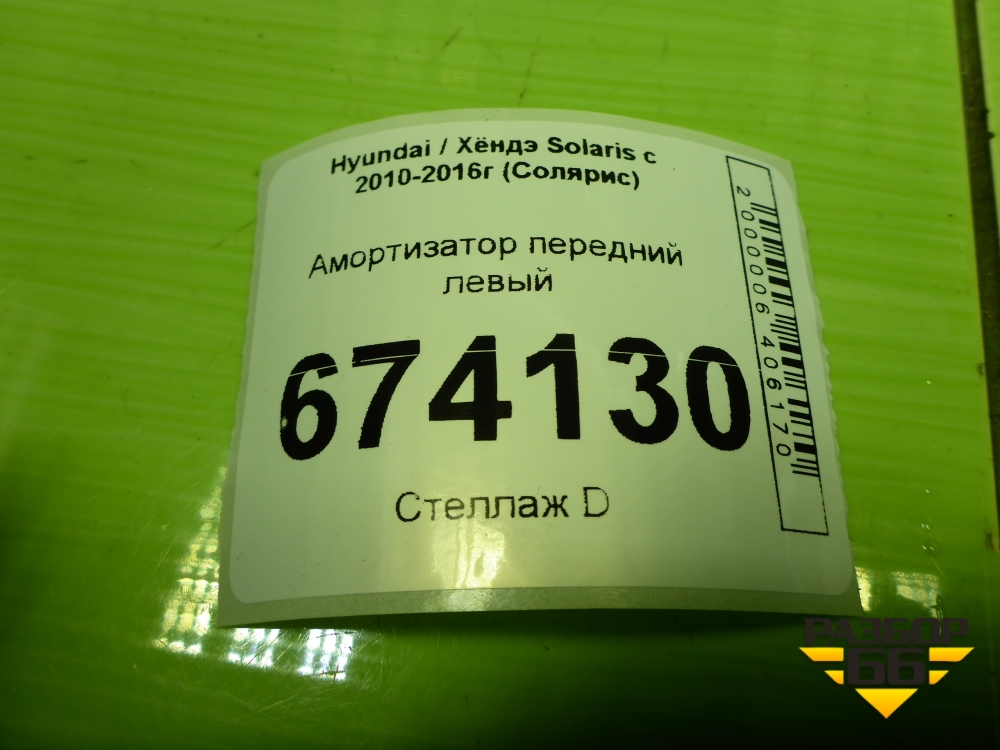 Hyundai / Хёндэ Solaris с
2010-2016г (Солярис)
Амортизатор передний
левый
674130
Стеллаж D
2000006406170
РАЗБОР
66